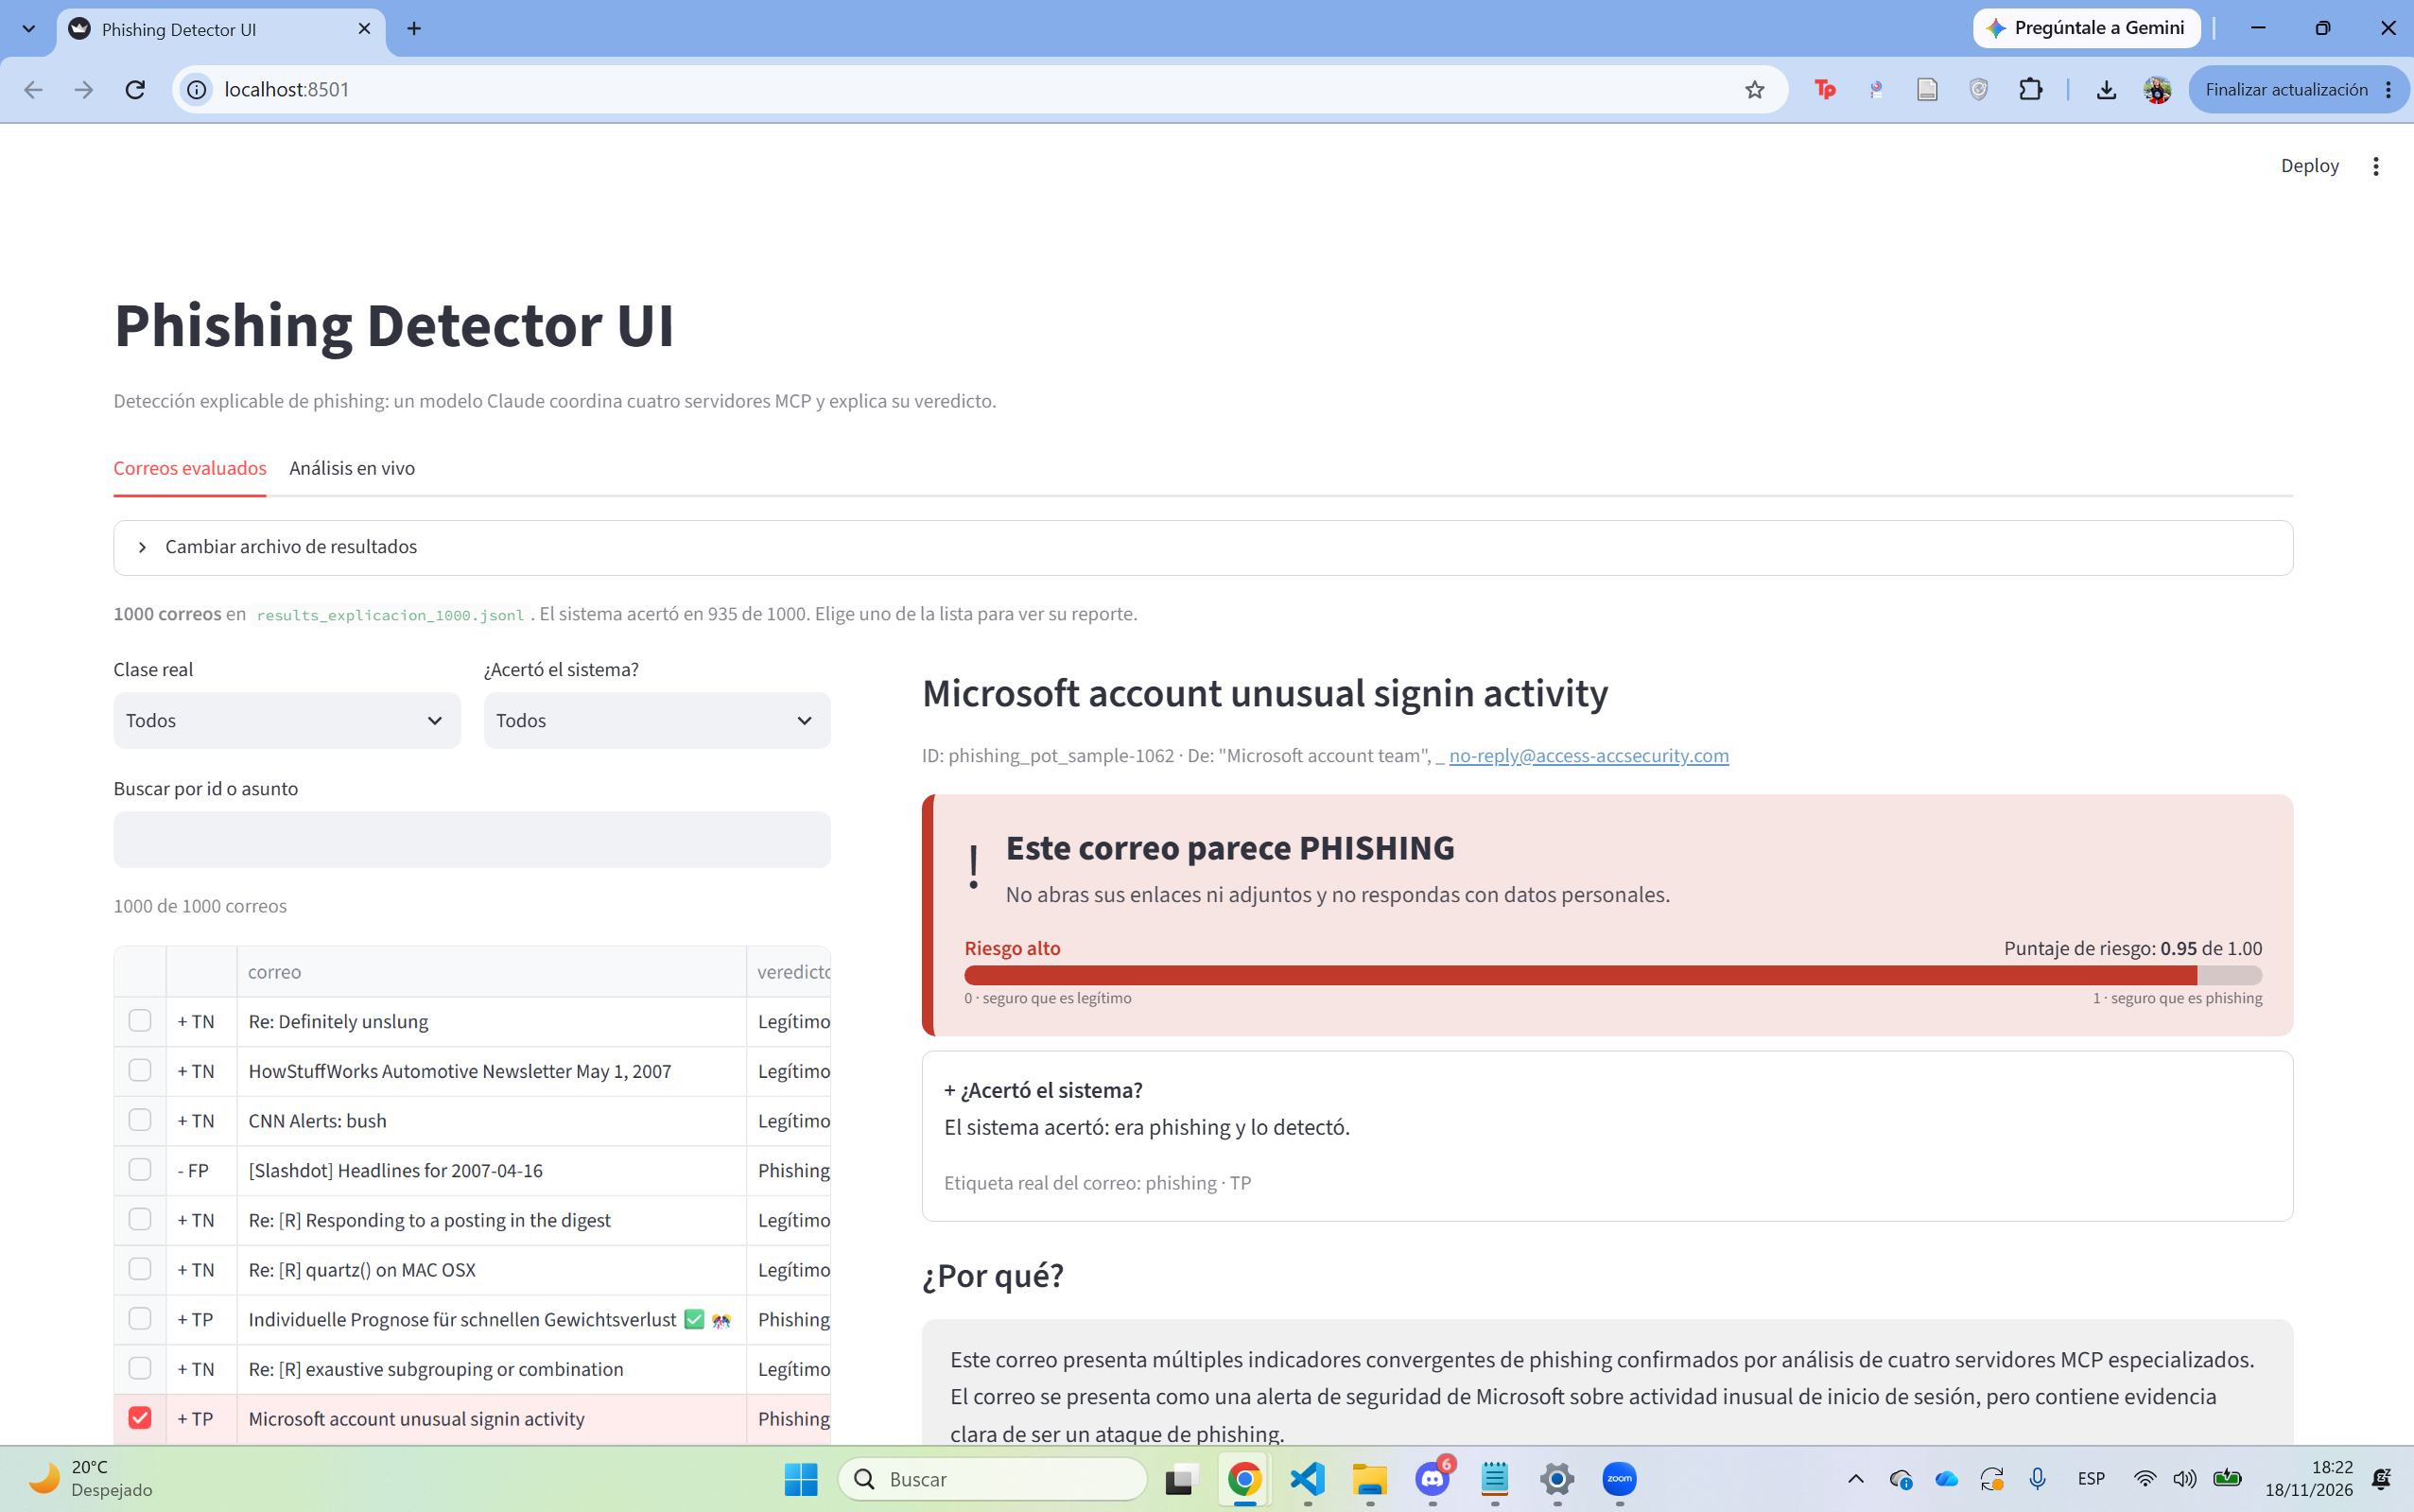 Phishing Detector UI
Pregúntale a Gemini
localhost:8501
Finalizar actualización
Deploy
Phishing Detector UI
Detección explicable de phishing: un modelo Claude coordina cuatro servidores MCP y explica su veredicto.
Correos evaluados
Análisis en vivo
Cambiar archivo de resultados
1000 correos en results_explicacion_1000.jsonl . El sistema acertó en 935 de 1000. Elige uno de la lista para ver su reporte.
Clase real
¿Acertó el sistema?
Todos
Todos
Buscar por id o asunto
1000 de 1000 correos
correo veredicto
+ TN Re: Definitely unslung Legítimo
+ TN HowStuffWorks Automotive Newsletter May 1, 2007 Legítimo
+ TN CNN Alerts: bush Legítimo
- FP [Slashdot] Headlines for 2007-04-16 Phishing
+ TN Re: [R] Responding to a posting in the digest Legítimo
+ TN Re: [R] quartz() on MAC OSX Legítimo
+ TP Individuelle Prognose für schnellen Gewichtsverlust ✅ 🎊 Phishing
+ TN Re: [R] exaustive subgrouping or combination Legítimo
+ TP Microsoft account unusual signin activity Phishing
Microsoft account unusual signin activity
ID: phishing_pot_sample-1062 · De: "Microsoft account team", _ no-reply@access-accsecurity.com
! Este correo parece PHISHING
No abras sus enlaces ni adjuntos y no respondas con datos personales.
Riesgo alto
Puntaje de riesgo: 0.95 de 1.00
0 · seguro que es legítimo
1 · seguro que es phishing
+ ¿Acertó el sistema?
El sistema acertó: era phishing y lo detectó.
Etiqueta real del correo: phishing · TP
¿Por qué?
Este correo presenta múltiples indicadores convergentes de phishing confirmados por análisis de cuatro servidores MCP especializados.
El correo se presenta como una alerta de seguridad de Microsoft sobre actividad inusual de inicio de sesión, pero contiene evidencia
clara de ser un ataque de phishing.
20°C
Despejado
Buscar
6
zoom
ESP
18:22
18/11/2026